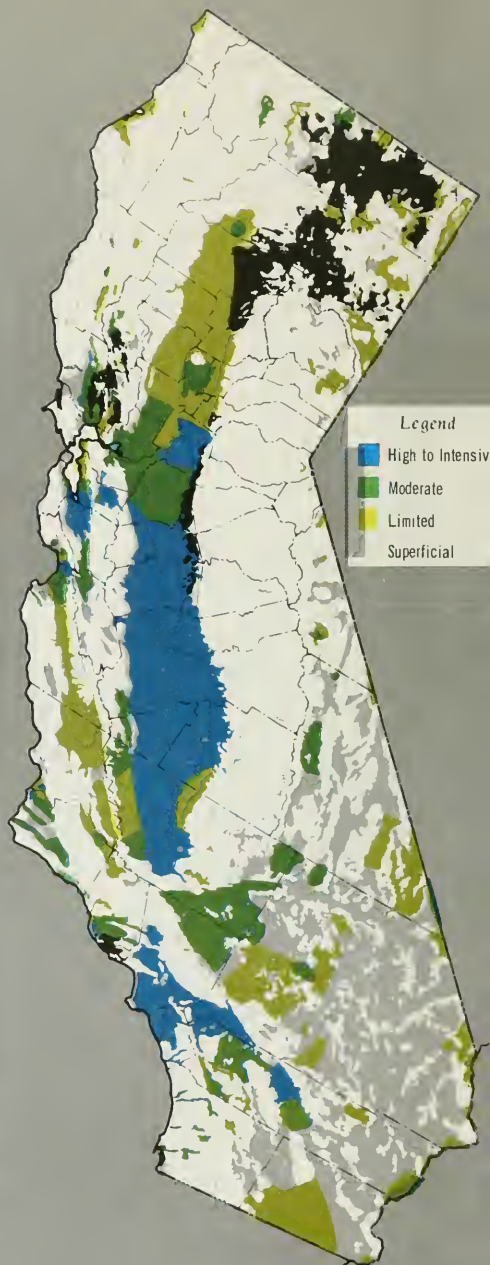 Legend
High to Intensiv
Moderate
Limited
Superficial